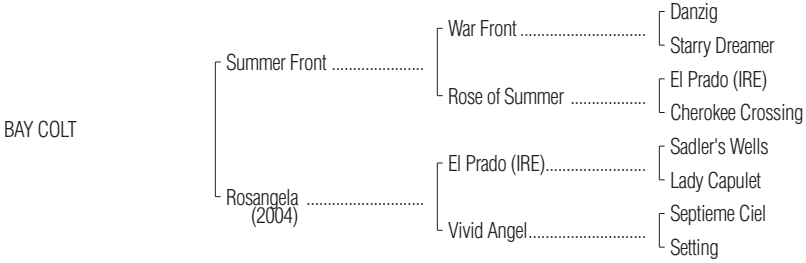 Danzig
War Front ..............................
Starry Dreamer
Summer Front ......................
El Prado (IRE)
Rose of Summer ..................
Cherokee Crossing
BAY COLT
Sadler's Wells
El Prado (IRE)........................
Lady Capulet
Rosangela ...........................
(2004)
Septieme Ciel
Vivid Angel............................
Setting